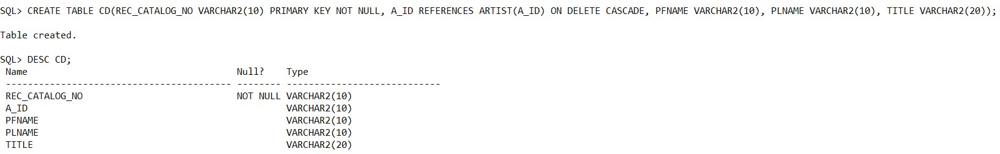 SQL> CREATE TABLE CD(REC_CATALOG_NO VARCHAR2(10) PRIMARY KEY NOT NULL, A_ID REFERENCES ARTIST(A_ID) ON DELETE CASCADE, PFNAME VARCHAR2(10), PLNAME VARCHAR2(10), TITLE VARCHAR2(20));
Table created.
SQL> DESC CD;
Name Null? Type
----------------------------------------- -------- ----------------------------
REC_CATALOG_NO NOT NULL VARCHAR2(10)
A_ID VARCHAR2(10)
PFNAME VARCHAR2(10)
PLNAME VARCHAR2(10)
TITLE VARCHAR2(20)